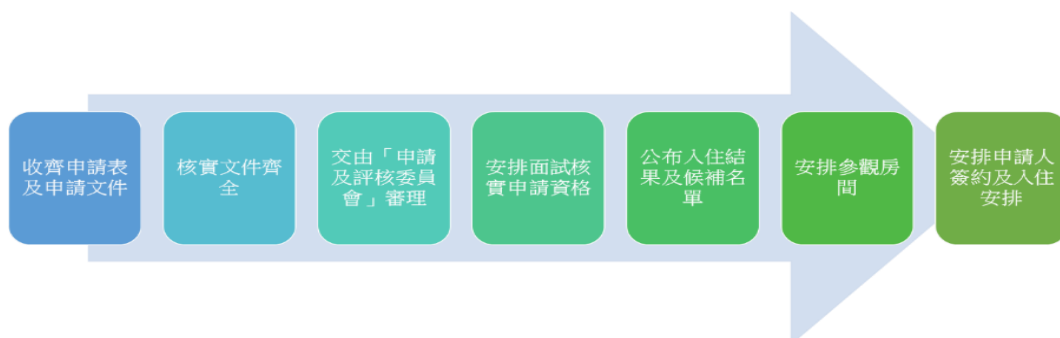 收齊申請表
及申請文件
核實文件齊
全
交由「申請
及評核委員
會」審理
安排面試核
實申請資格
公布入住結
果及候補名
單
安排參觀房
間
安排申請人
簽約及入住
安排